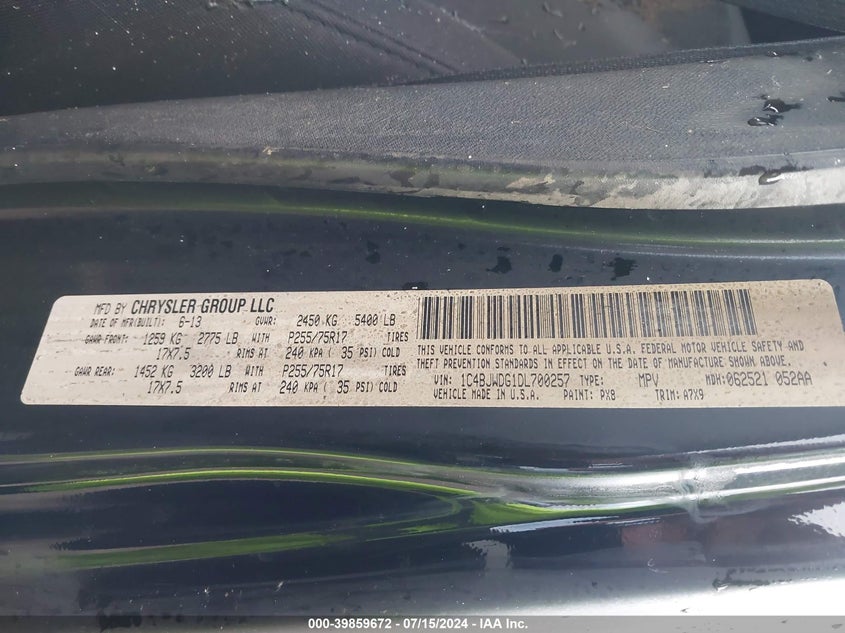 MFD BY CHRYSLER GROUP LLC
DATE OF MFR(BUILT): 6-13 GVWR: 2450 KG 5400 LB
GAWR FRONT: 1259 KG 2775 LB WITH P255/75R17 TIRES
17X7.5 RIMS AT 240 KPA ( 35 PSI) COLD
GAWR REAR: 1452 KG 3200 LB WITH P255/75R17 TIRES
17X7.5 RIMS AT 240 KPA ( 35 PSI) COLD
THIS VEHICLE CONFORMS TO ALL APPLICABLE U.S.A. FEDERAL MOTOR VEHICLE SAFETY AND
THEFT PREVENTION STANDARDS IN EFFECT ON THE DATE OF MANUFACTURE SHOWN ABOVE.
VIN: 1C4BJWDG1DL700257 TYPE: MPV MDH:062521 052AA
VEHICLE MADE IN U.S.A. PAINT: PX8 TRIM: A7X9
000-39859672 - 07/15/2024 - IAA Inc.